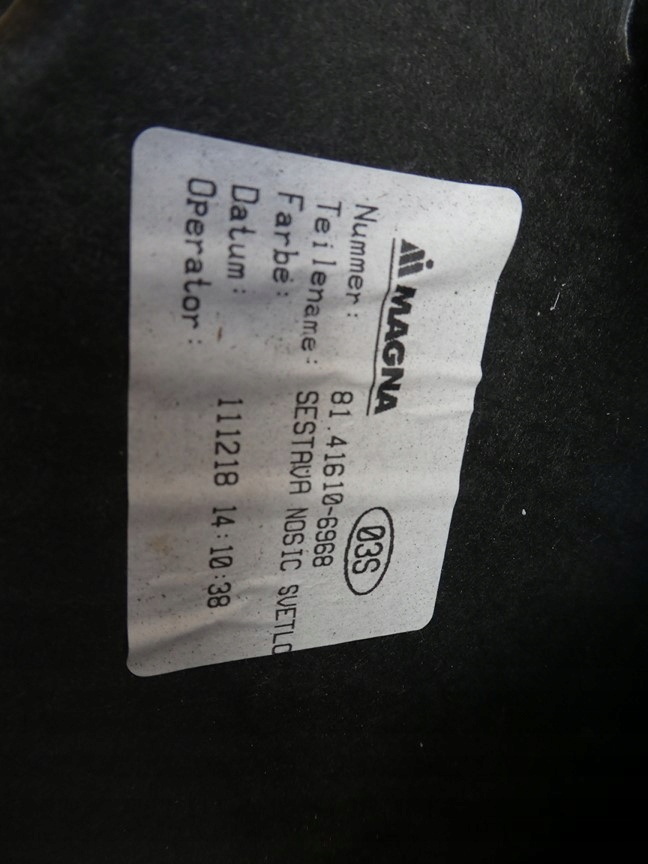 MAGNA
03S
Nummer: 81.41610-6968
Teilename: SESTAVA NOSIC SVETLO
Farbe:
Datum: 111218 14:10:38
Operator: